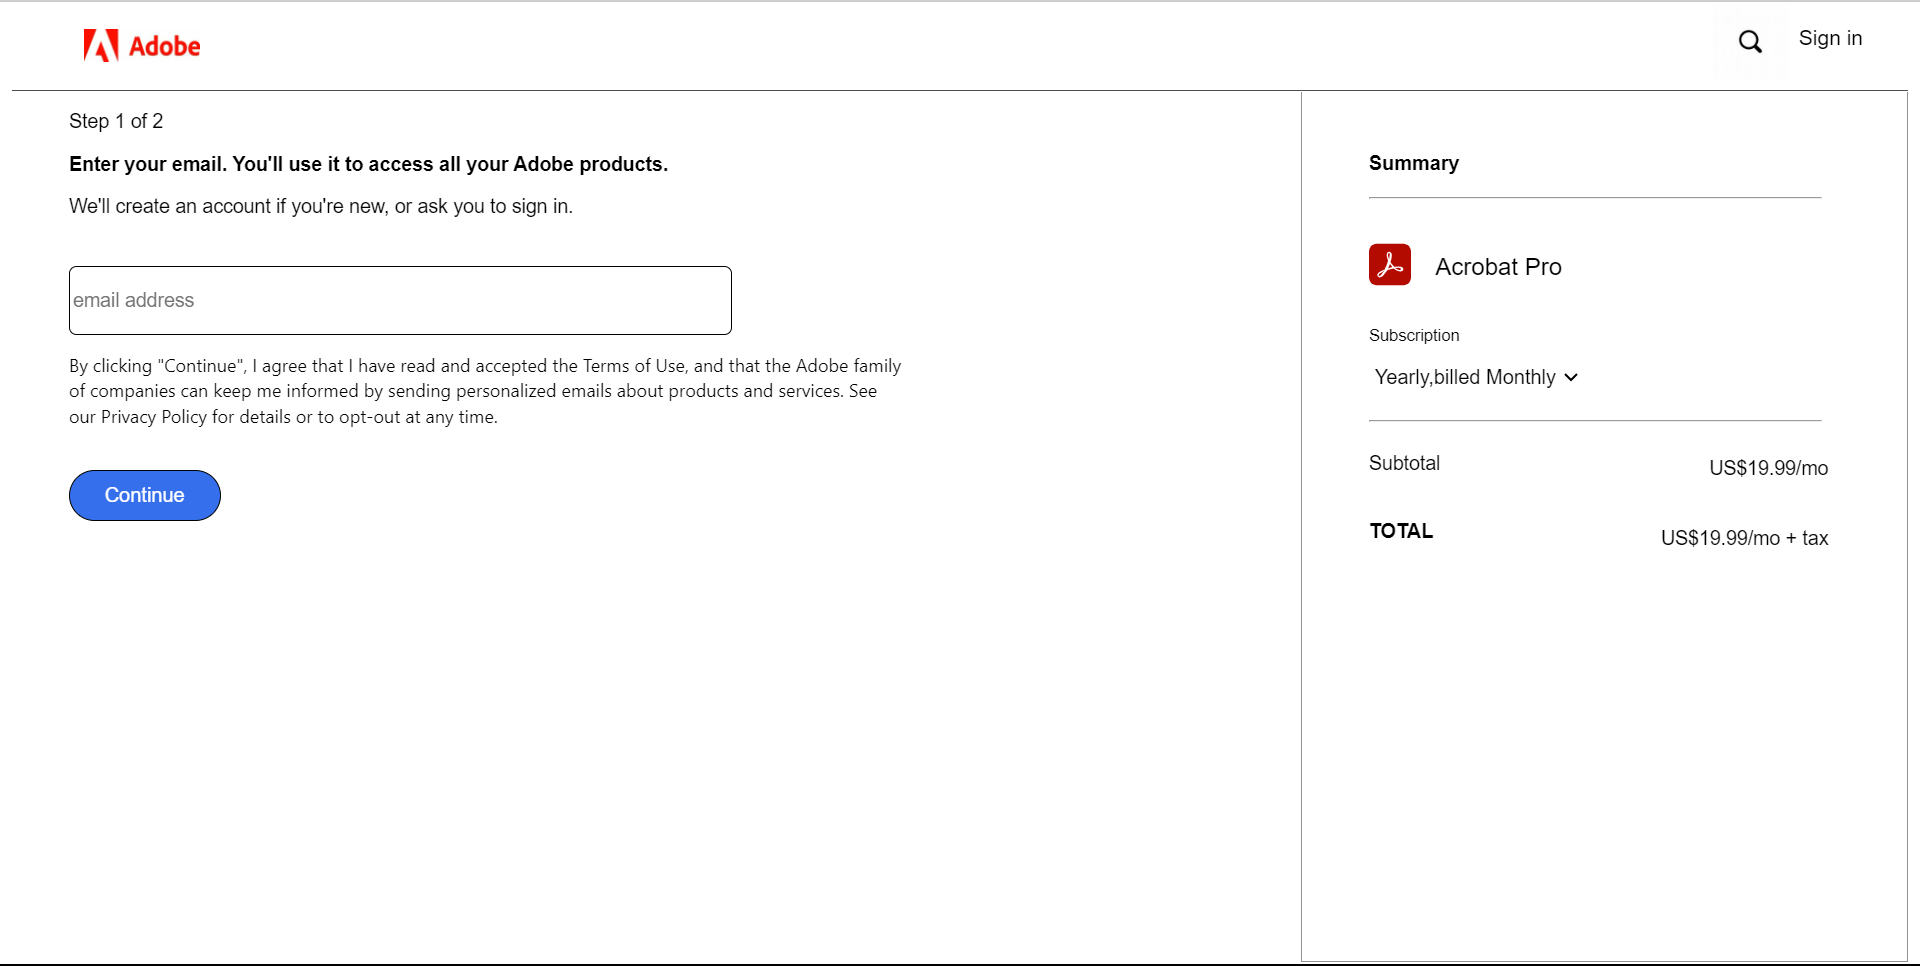 Adobe
Sign in
Step 1 of 2
Enter your email. You'll use it to access all your Adobe products.
We'll create an account if you're new, or ask you to sign in.
email address
By clicking "Continue", I agree that I have read and accepted the Terms of Use, and that the Adobe family
of companies can keep me informed by sending personalized emails about products and services. See
our Privacy Policy for details or to opt-out at any time.
Continue
Summary
Acrobat Pro
Subscription
Yearly,billed Monthly
Subtotal
US$19.99/mo
TOTAL
US$19.99/mo + tax